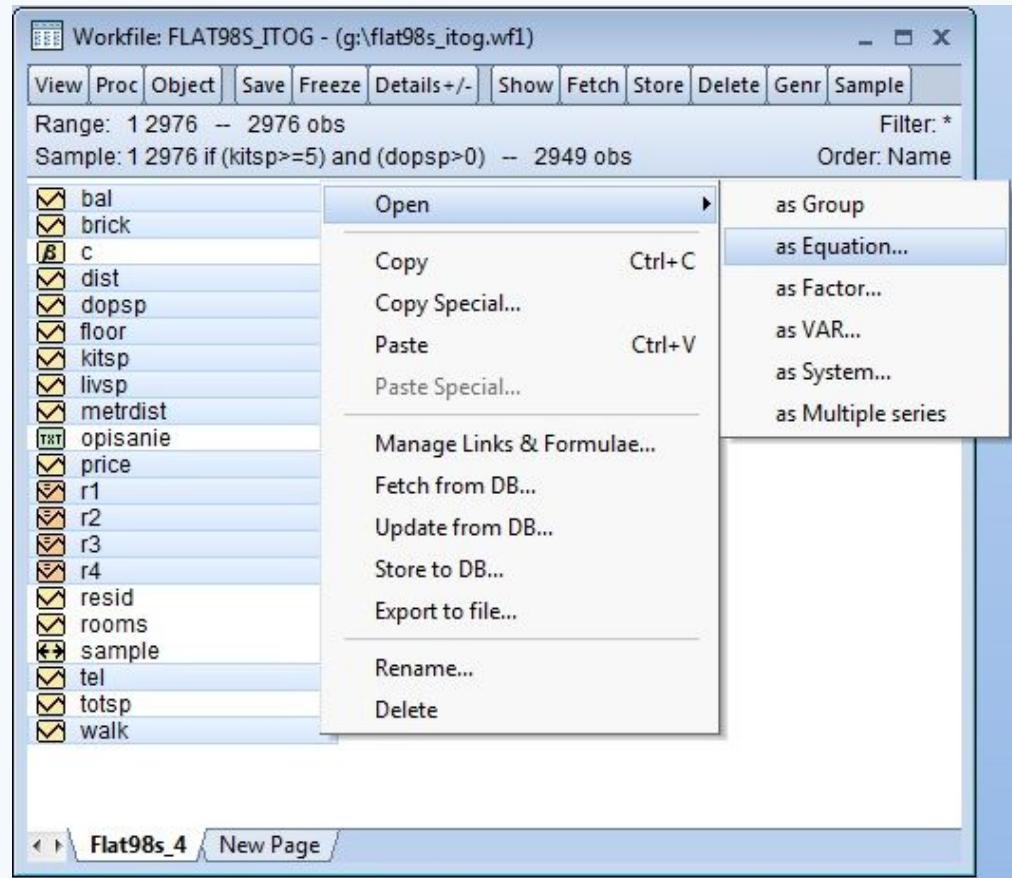 Workfile: FLAT98S_ITOG - (g:\flat98s_itog.wf1)
View Proc Object Save Freeze Details+/- Show Fetch Store Delete Genr Sample
Range: 1 2976 -- 2976 obs Filter: *
Sample: 1 2976 if (kitsp>=5) and (dopsp>0) -- 2949 obs Order: Name
bal
brick
β c
dist
dopsp
floor
kitsp
livsp
metrdist
TXT opisanie
price
r1
r2
r3
r4
resid
rooms
sample
tel
totsp
walk
Open
Copy Ctrl+C
Copy Special...
Paste Ctrl+V
Paste Special...
Manage Links & Formulae...
Fetch from DB...
Update from DB...
Store to DB...
Export to file...
Rename...
Delete
as Group
as Equation...
as Factor...
as VAR...
as System...
as Multiple series
Flat98s_4 New Page